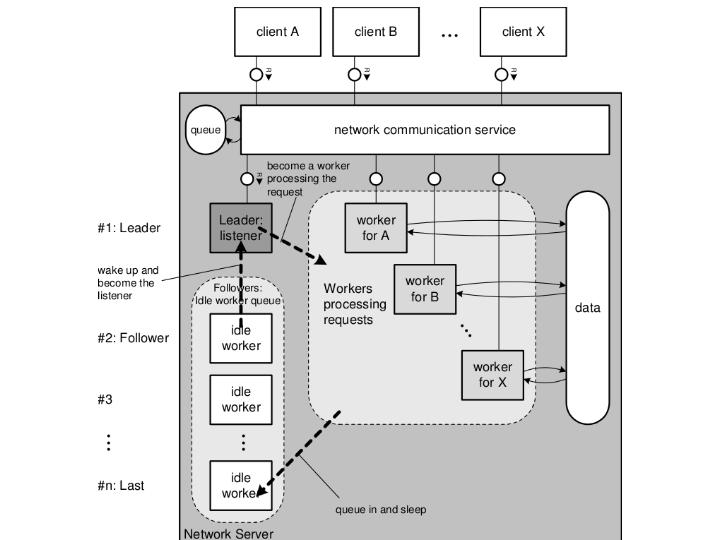 client A
client B
...
client X
R
R
R
queue
network communication service
R
become a worker
processing the
request
#1: Leader
Leader:
listener
worker
for A
wake up and
become the
listener
Followers:
Idle worker queue
Workers
processing
requests
worker
for B
data
#2: Follower
idle
worker
...
worker
for X
#3
idle
worker
...
...
#n: Last
idle
worker
queue in and sleep
Network Server